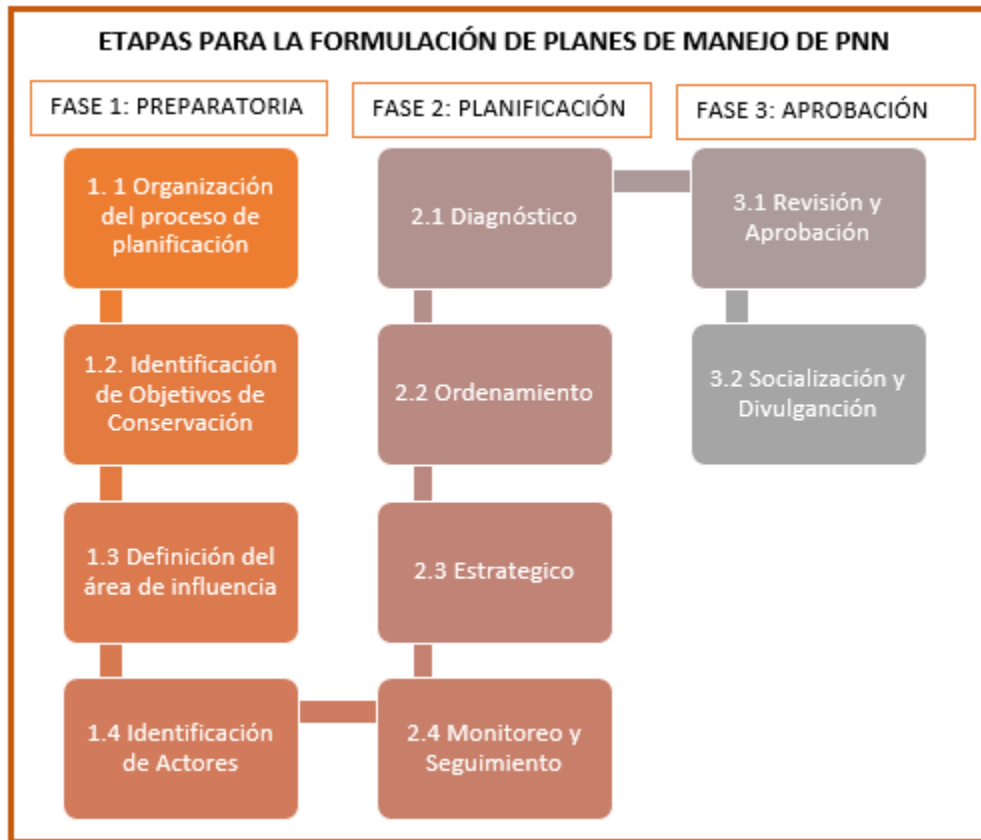 ETAPAS PARA LA FORMULACIÓN DE PLANES DE MANEJO DE PNN
FASE 1: PREPARATORIA
1. 1 Organización
del proceso de
planificación
1.2. Identificación
de Objetivos de
Conservación
1.3 Definición del
área de influencia
1.4 Identificación
de Actores
FASE 2: PLANIFICACIÓN
2.1 Diagnóstico
2.2 Ordenamiento
2.3 Estrategico
2.4 Monitoreo y
Seguimiento
FASE 3: APROBACIÓN
3.1 Revisión y
Aprobación
3.2 Socialización y
Divulganción